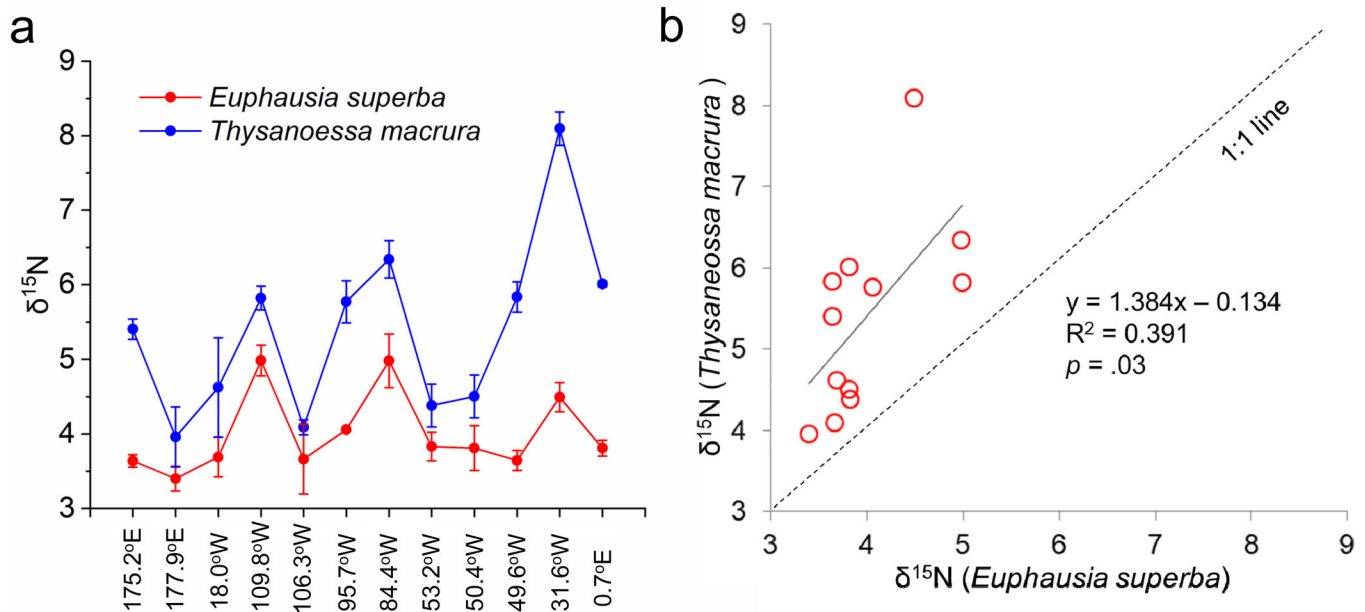 a
δ15N
9
8
7
6
5
4
3
Euphausia superba
Thysanoessa macrura
175.2°E
177.9°E
18.0°W
109.8°W
106.3°W
95.7°W
84.4°W
53.2°W
50.4°W
49.6°W
31.6°W
0.7°E
b
δ15N (Thysaneossa macrura )
9
8
7
6
5
4
3
1:1 line
y = 1.384x – 0.134
R2 = 0.391
p = .03
3 4 5 6 7 8 9
δ15N (Euphausia superba)